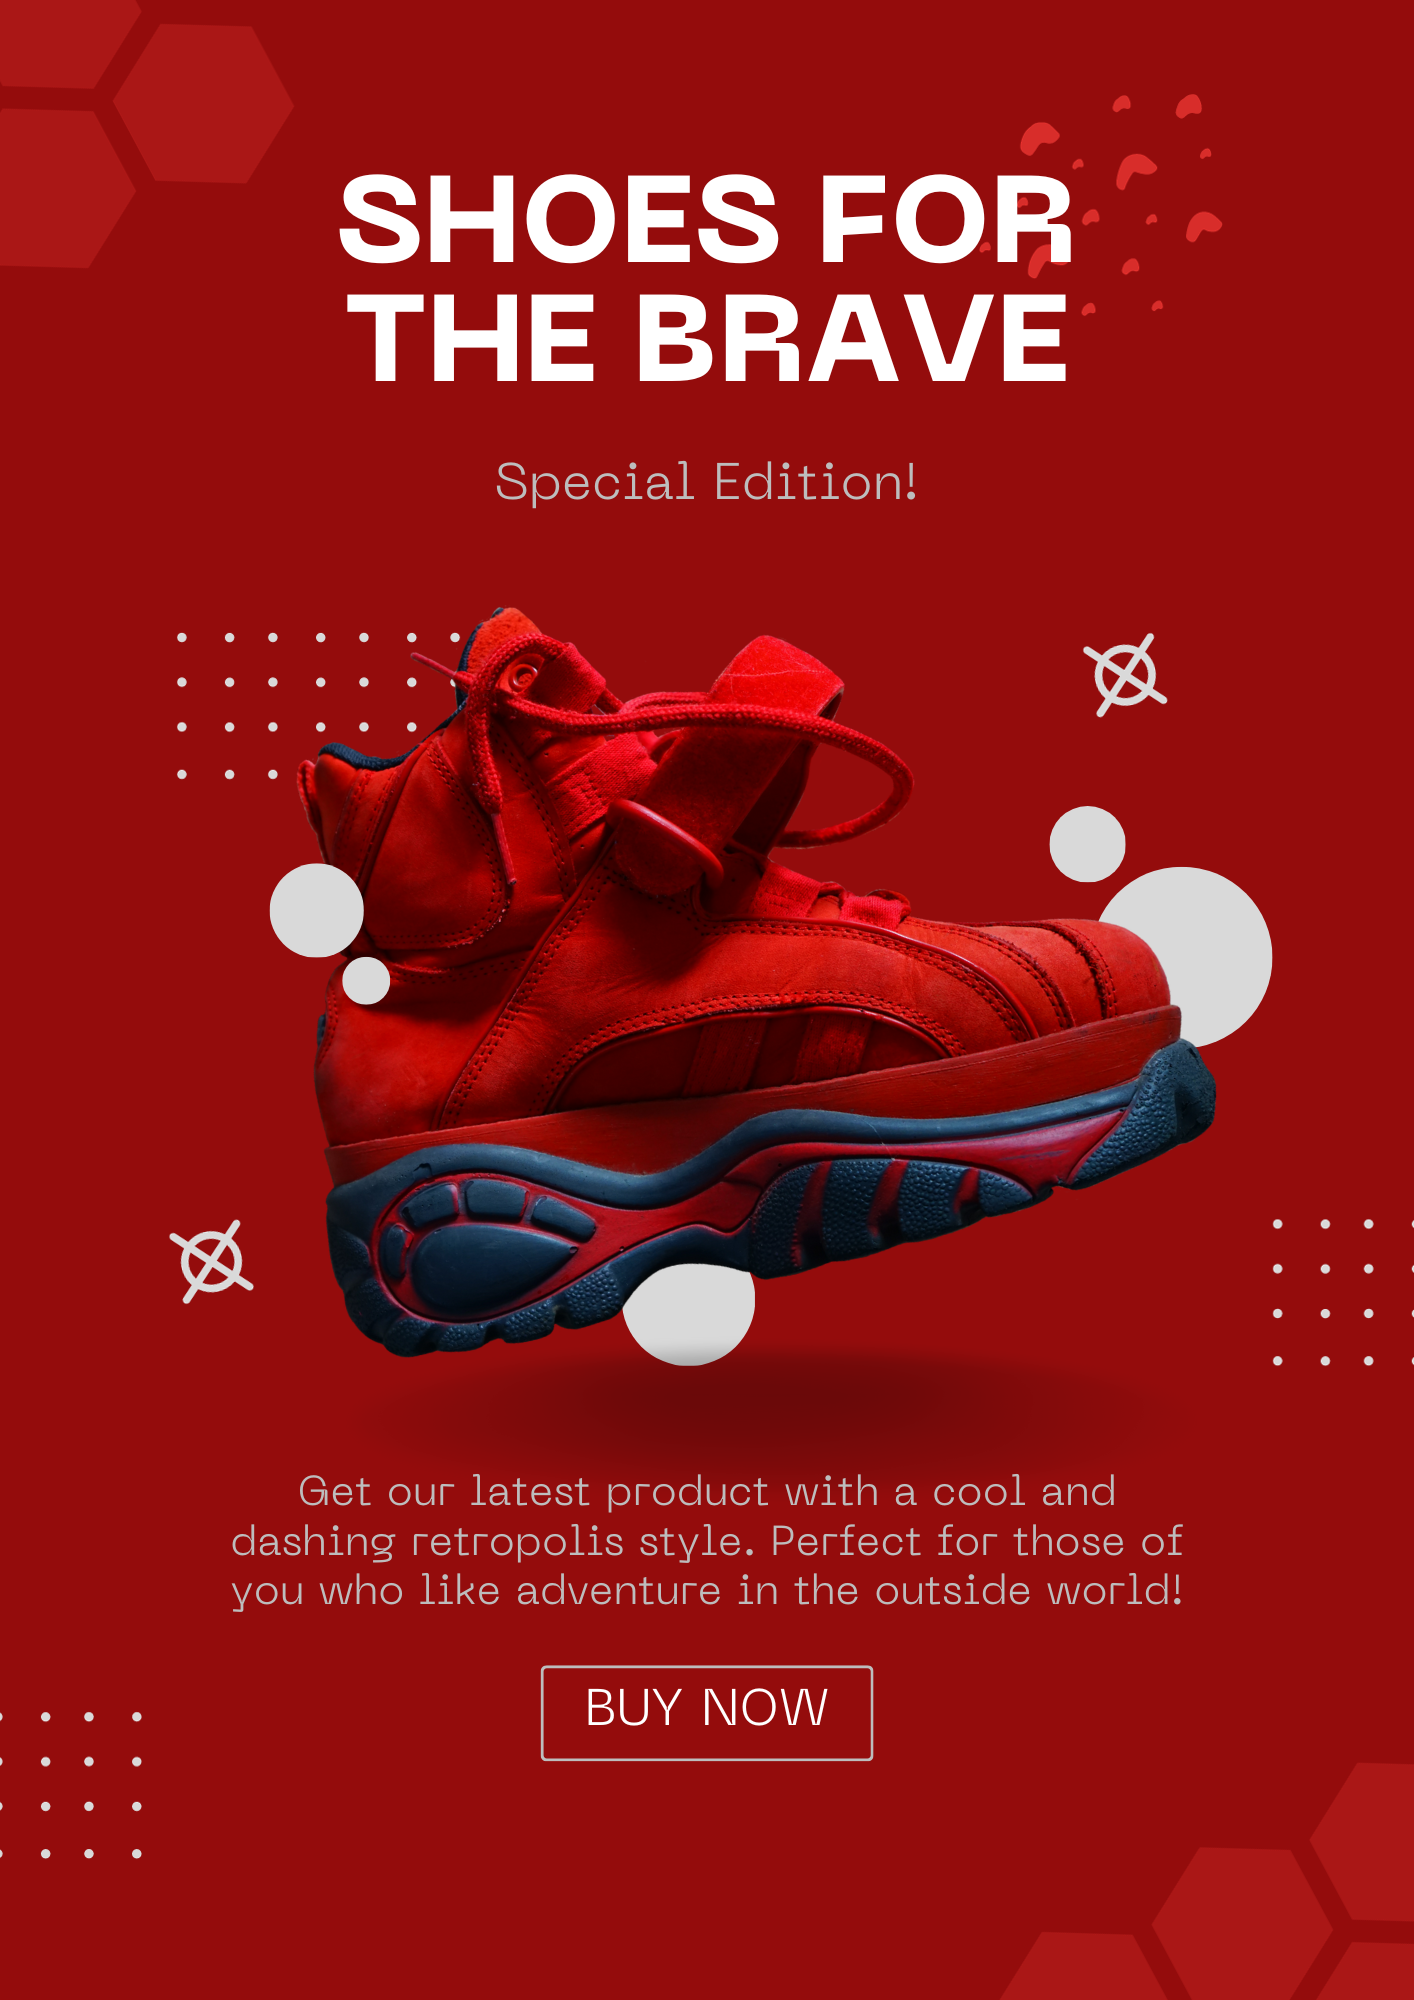 SHOES FOR
THE BRAVE
Special Edition!
Get our latest product with a cool and
dashing retropolis style. Perfect for those of
you who like adventure in the outside world!
BUY NOW